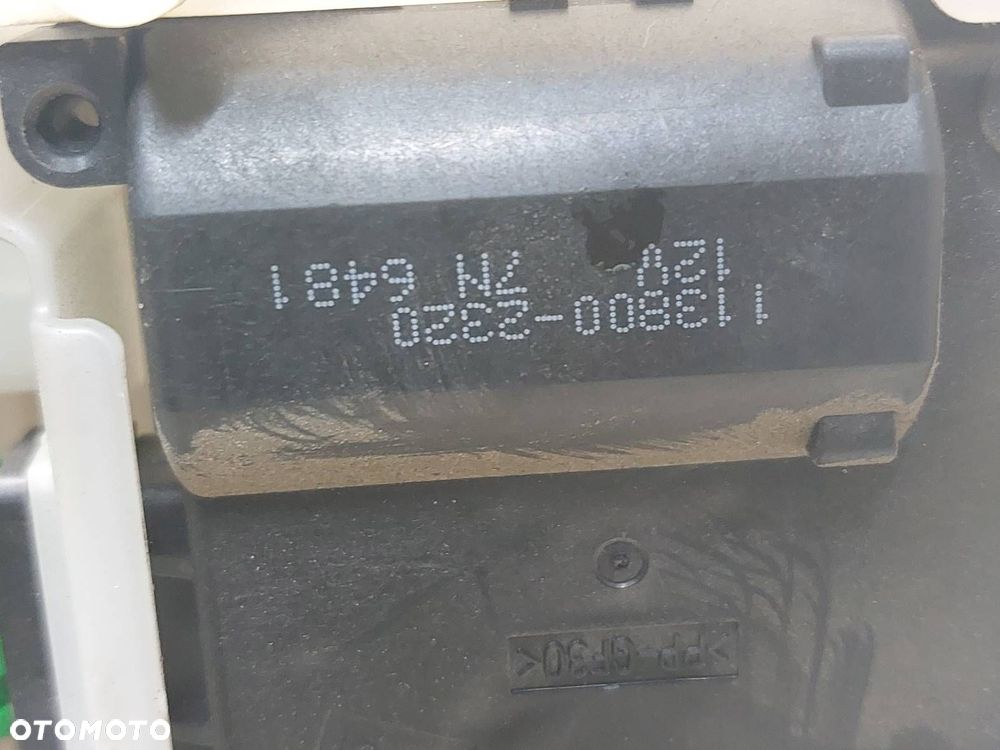 >PP-GF30<
113800-2320
12V 7N 6481
OTOMOTO